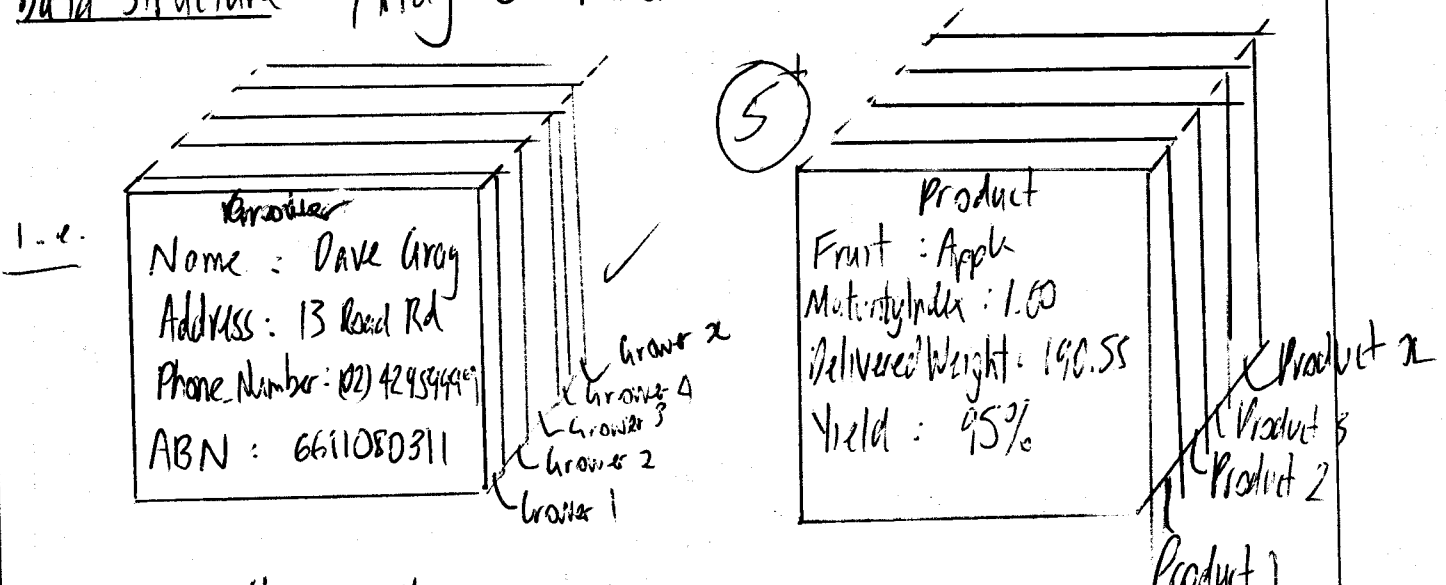 Data Structure
5+
i.e.
Grower
Name : Dave Gray
Address : 13 Road Rd
Phone_Number : (02)
ABN : 6611080311
Grower x
Grower 4
Grower 3
Grower 2
Grower 1
Product
Fruit : Apple
MaturityIndex : 1.00
DeliveredWeight : 190.55
Yield : 95%
Product x
Product 3
Product 2
Product 1